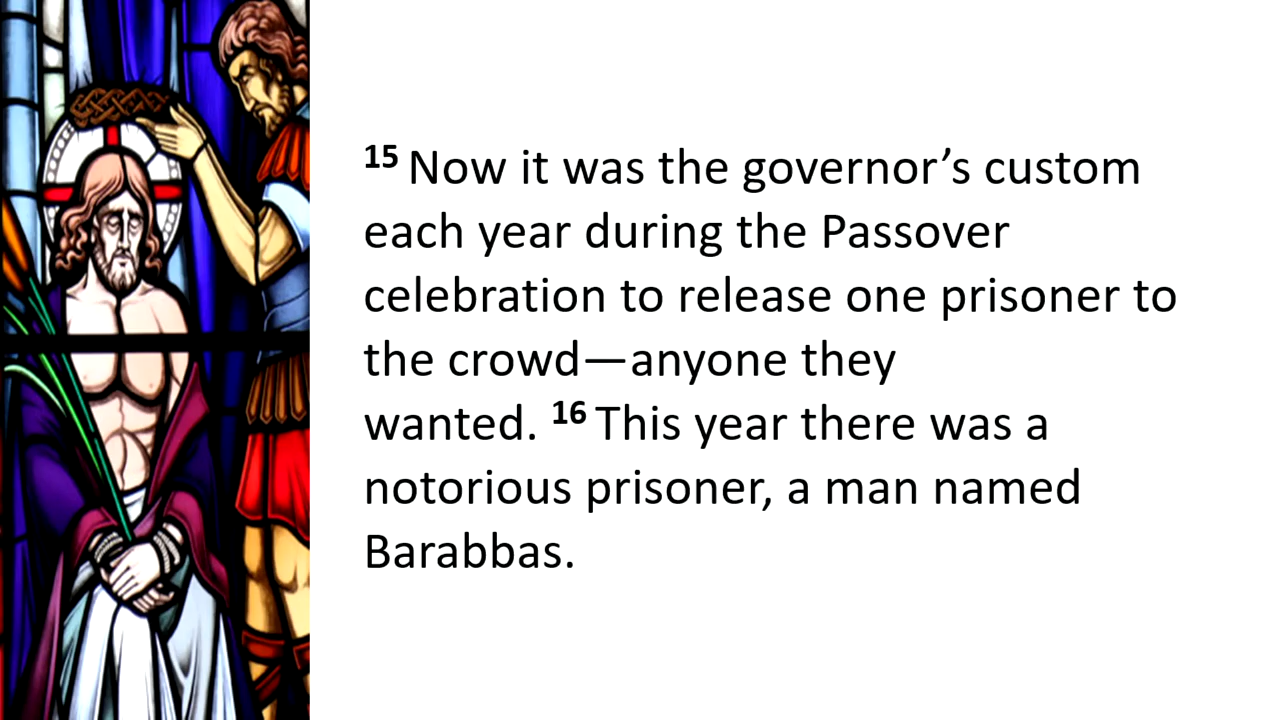 15 Now it was the governor’s custom
each year during the Passover
celebration to release one prisoner to
the crowd—anyone they
wanted. 16 This year there was a
notorious prisoner, a man named
Barabbas.